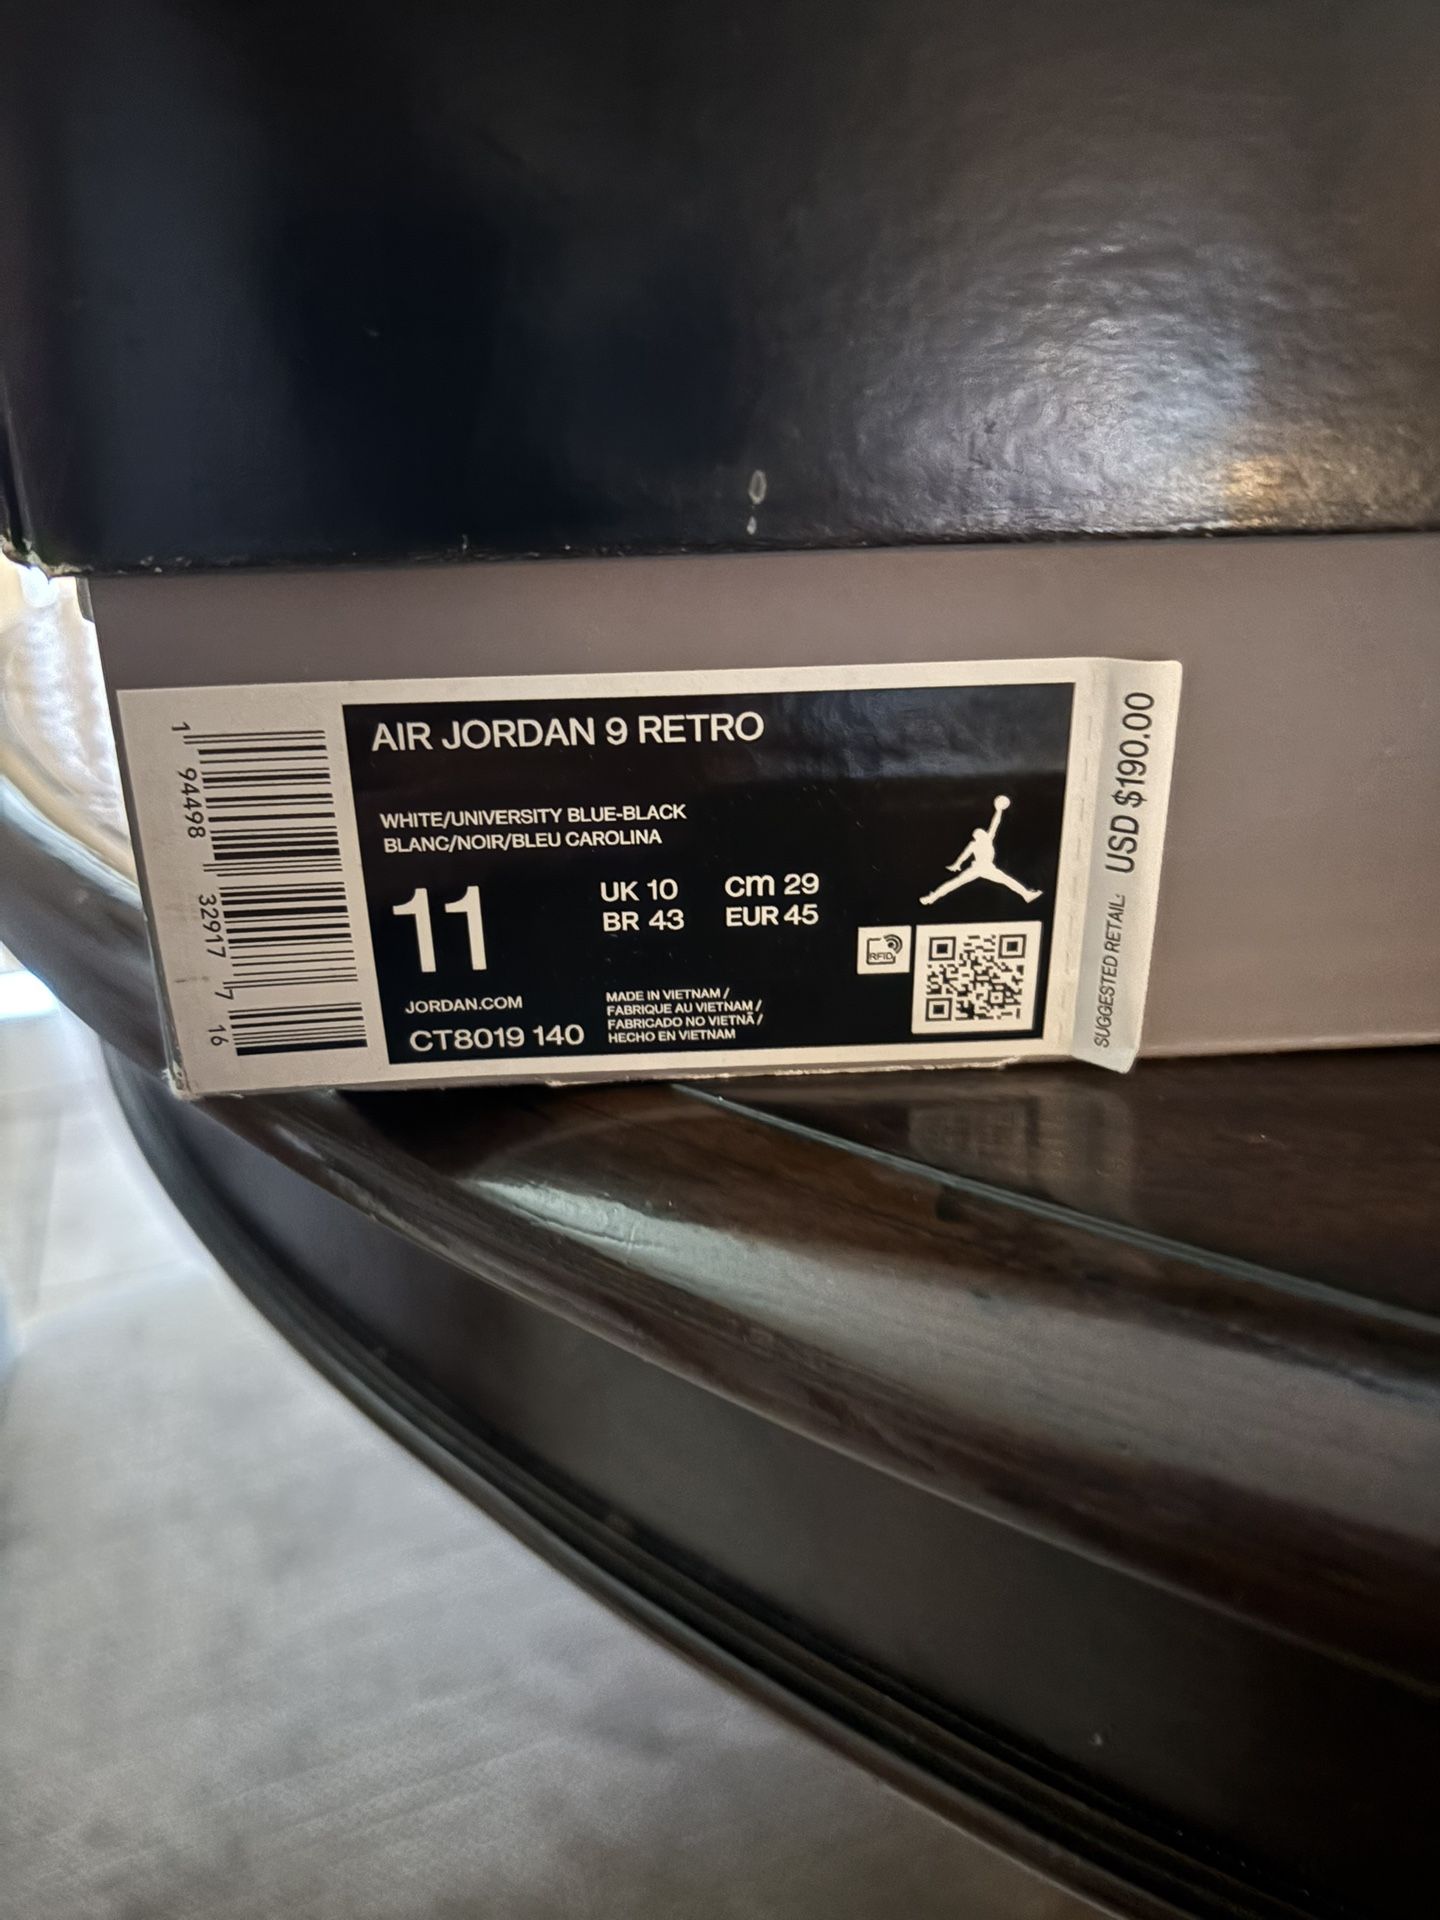 AIR JORDAN 9 RETRO
WHITE/UNIVERSITY BLUE-BLACK
BLANC/NOIR/BLEU CAROLINA
11
UK 10 cm 29
BR 43 EUR 45
RFID
JORDAN.COM
CT8019 140
MADE IN VIETNAM /
FABRIQUE AU VIETNAM /
FABRICADO NO VIETNÃ /
HECHO EN VIETNAM
1 94498 32917 7 16
SUGGESTED RETAIL: USD $190.00